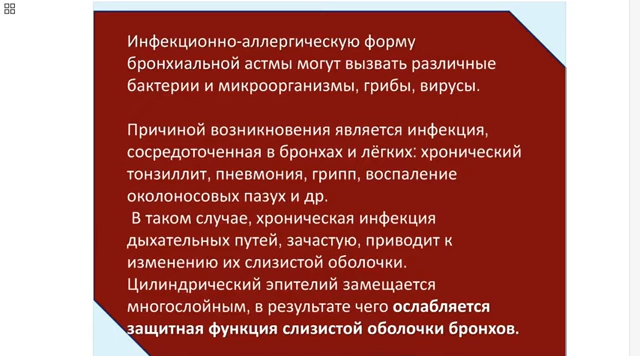 Инфекционно-аллергическую форму
бронхиальной астмы могут вызвать различные
бактерии и микроорганизмы, грибы, вирусы.
Причиной возникновения является инфекция,
сосредоточенная в бронхах и лёгких: хронический
тонзиллит, пневмония, грипп, воспаление
околоносовых пазух и др.
В таком случае, хроническая инфекция
дыхательных путей, зачастую, приводит к
изменению их слизистой оболочки.
Цилиндрический эпителий замещается
многослойным, в результате чего ослабляется
защитная функция слизистой оболочки бронхов.